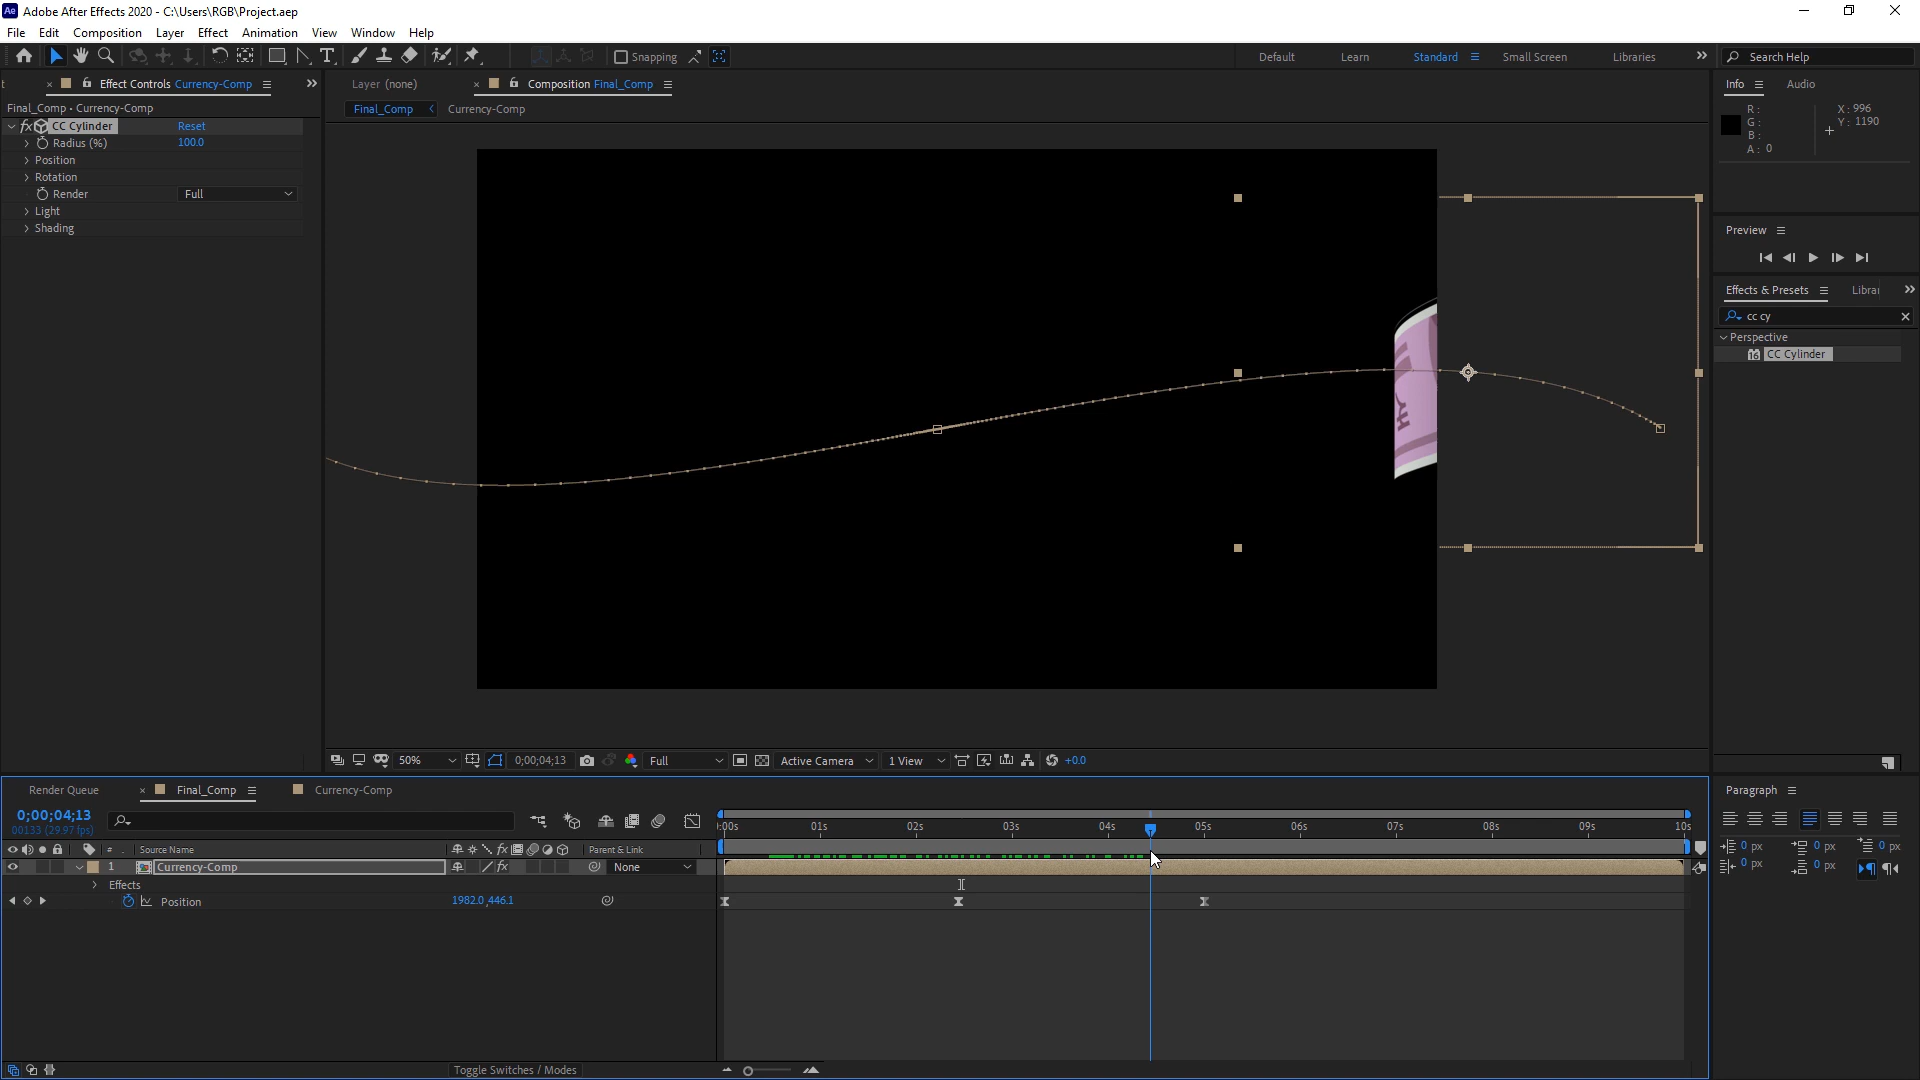 Ae Adobe After Effects 2020 - C:\Users\RGB\Project.aep
File Edit Composition Layer Effect Animation View Window Help
Snapping
Default Learn Standard Small Screen Libraries Search Help
Effect Controls Currency-Comp
Layer (none)
Composition Final_Comp
Info Audio
Final_Comp • Currency-Comp
Final_Comp Currency-Comp
fx CC Cylinder Reset
Radius (%) 100.0
Position
Rotation
Render Full
Light
Shading
R:
G:
B:
A: 0
X: 996
Y: 1190
Preview
Effects & Presets Librar
cc cy
Perspective
CC Cylinder
50% 0;00;04;13 Full Active Camera 1 View +0.0
Render Queue Final_Comp Currency-Comp
Paragraph
0;00;04;13
00133 (29.97 fps)
:00s 01s 02s 03s 04s 05s 06s 07s 08s 09s 10s
# . Source Name fx Parent & Link
1 Currency-Comp fx None
Effects
Position 1982.0,446.1
0 px 0 px 0 px
0 px 0 px
Toggle Switches / Modes